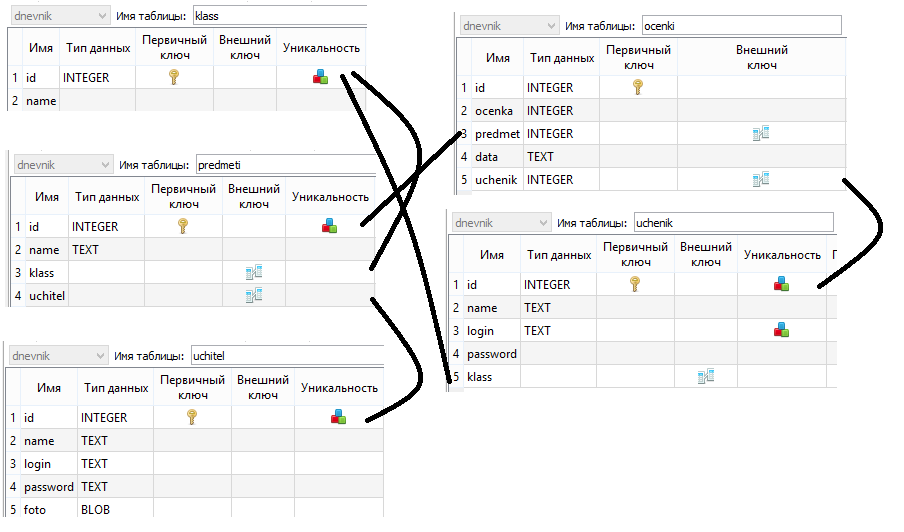 dnevnik Имя таблицы: klass
Имя Тип данных Первичный ключ Внешний ключ Уникальность
1 id INTEGER
2 name
dnevnik Имя таблицы: predmeti
Имя Тип данных Первичный ключ Внешний ключ Уникальность
1 id INTEGER
2 name TEXT
3 klass
4 uchitel
dnevnik Имя таблицы: uchitel
Имя Тип данных Первичный ключ Внешний ключ Уникальность
1 id INTEGER
2 name TEXT
3 login TEXT
4 password TEXT
5 foto BLOB
dnevnik Имя таблицы: ocenki
Имя Тип данных Первичный ключ Внешний ключ
1 id INTEGER
2 ocenka INTEGER
3 predmet INTEGER
4 data TEXT
5 uchenik INTEGER
dnevnik Имя таблицы: uchenik
Имя Тип данных Первичный ключ Внешний ключ Уникальность
1 id INTEGER
2 name TEXT
3 login TEXT
4 password
5 klass